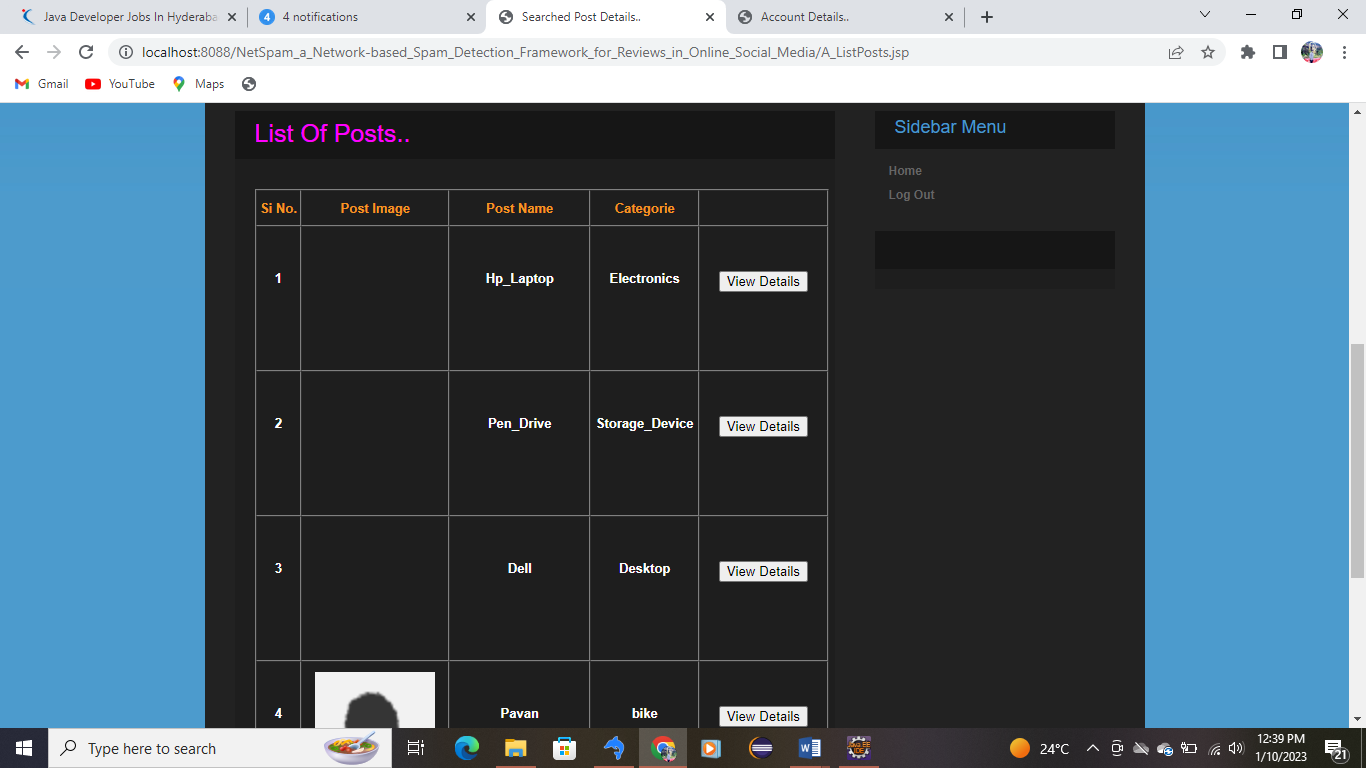 Java Developer Jobs In Hyderaba
4 4 notifications
Searched Post Details..
Account Details..
localhost:8088/NetSpam_a_Network-based_Spam_Detection_Framework_for_Reviews_in_Online_Social_Media/A_ListPosts.jsp
Gmail YouTube Maps
List Of Posts..
Sidebar Menu
Home
Log Out
Si No. Post Image Post Name Categorie
1 Hp_Laptop Electronics View Details
2 Pen_Drive Storage_Device View Details
3 Dell Desktop View Details
4 Pavan bike View Details
Type here to search
24°C
12:39 PM
1/10/2023
21